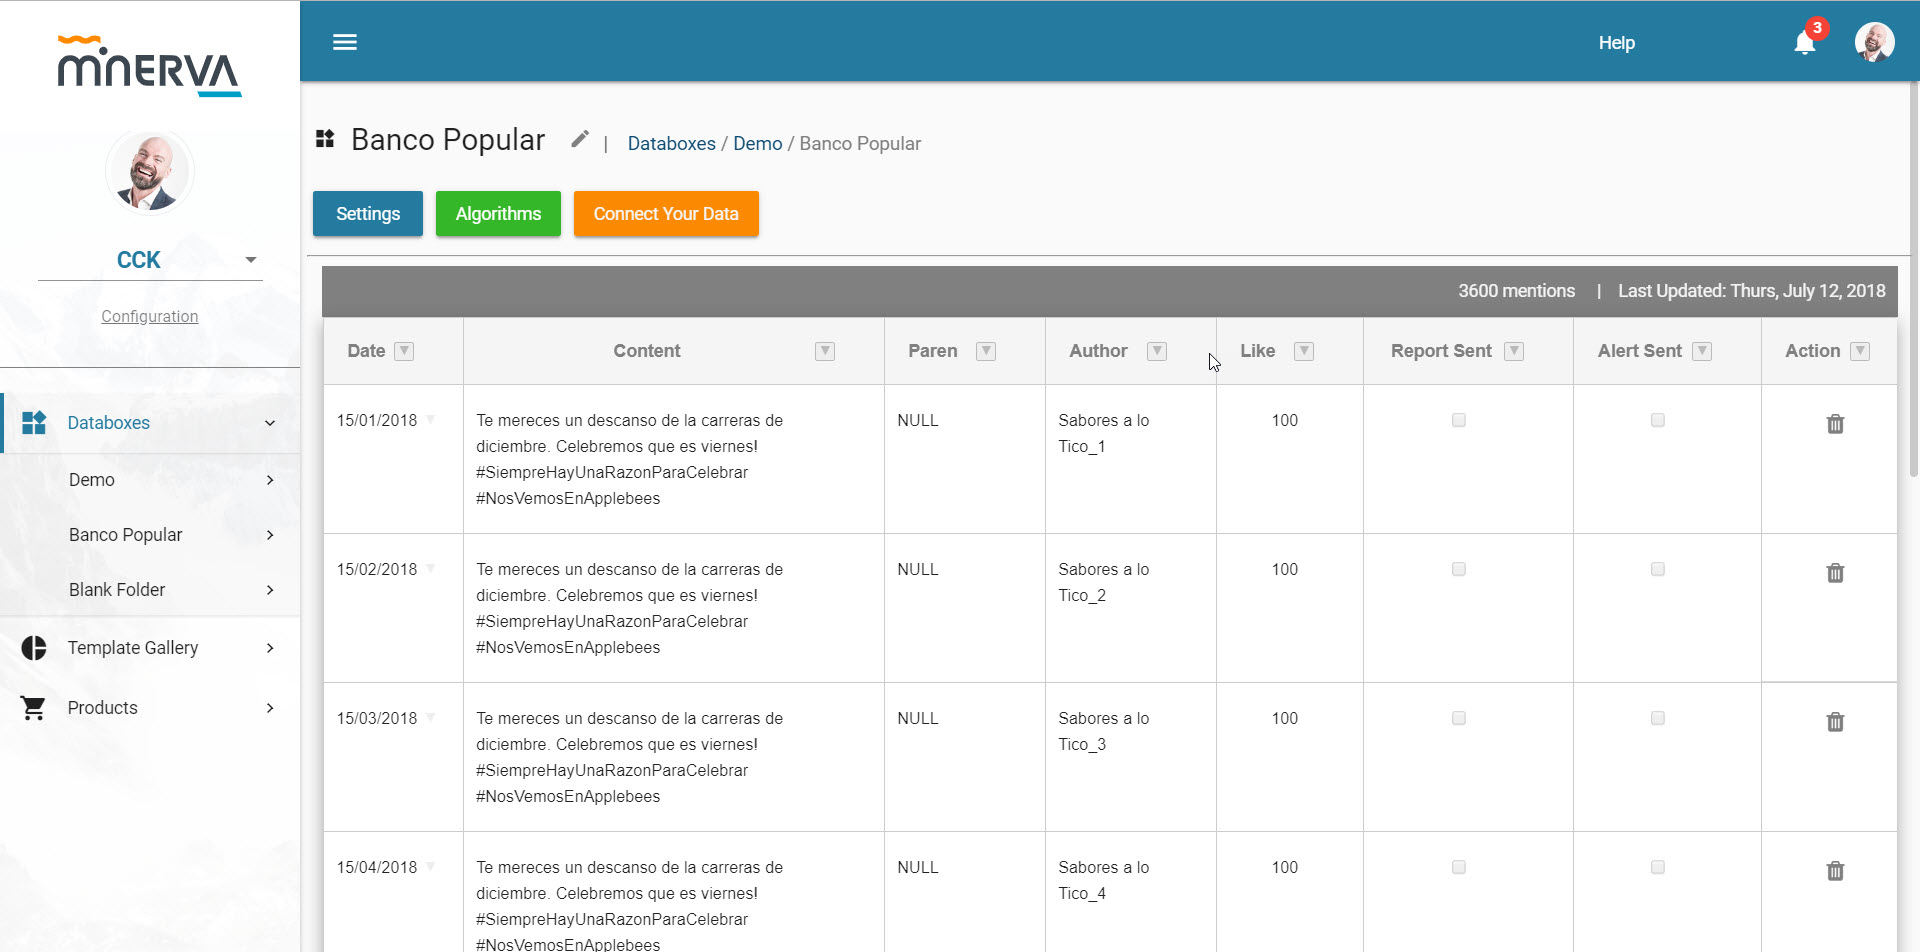 MINERVA
Help
3
Banco Popular | Databoxes / Demo / Banco Popular
Settings
Algorithms
Connect Your Data
CCK
Configuration
Databoxes
Demo
Banco Popular
Blank Folder
Template Gallery
Products
3600 mentions | Last Updated: Thurs, July 12, 2018
Date
Content
Paren
Author
Like
Report Sent
Alert Sent
Action
15/01/2018
Te mereces un descanso de la carreras de
diciembre. Celebremos que es viernes!
#SiempreHayUnaRazonParaCelebrar
#NosVemosEnApplebees
NULL
Sabores a lo
Tico_1
100
15/02/2018
Te mereces un descanso de la carreras de
diciembre. Celebremos que es viernes!
#SiempreHayUnaRazonParaCelebrar
#NosVemosEnApplebees
NULL
Sabores a lo
Tico_2
100
15/03/2018
Te mereces un descanso de la carreras de
diciembre. Celebremos que es viernes!
#SiempreHayUnaRazonParaCelebrar
#NosVemosEnApplebees
NULL
Sabores a lo
Tico_3
100
15/04/2018
Te mereces un descanso de la carreras de
diciembre. Celebremos que es viernes!
#SiempreHayUnaRazonParaCelebrar
#NosVemosEnApplebees
NULL
Sabores a lo
Tico_4
100